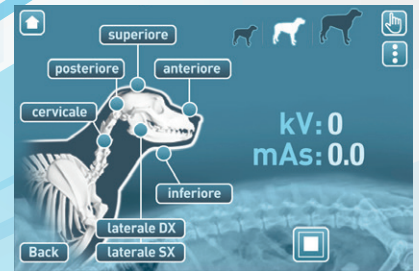 superiore
posteriore
anteriore
cervicale
kV: 0
mAs: 0.0
inferiore
laterale DX
Back
laterale SX